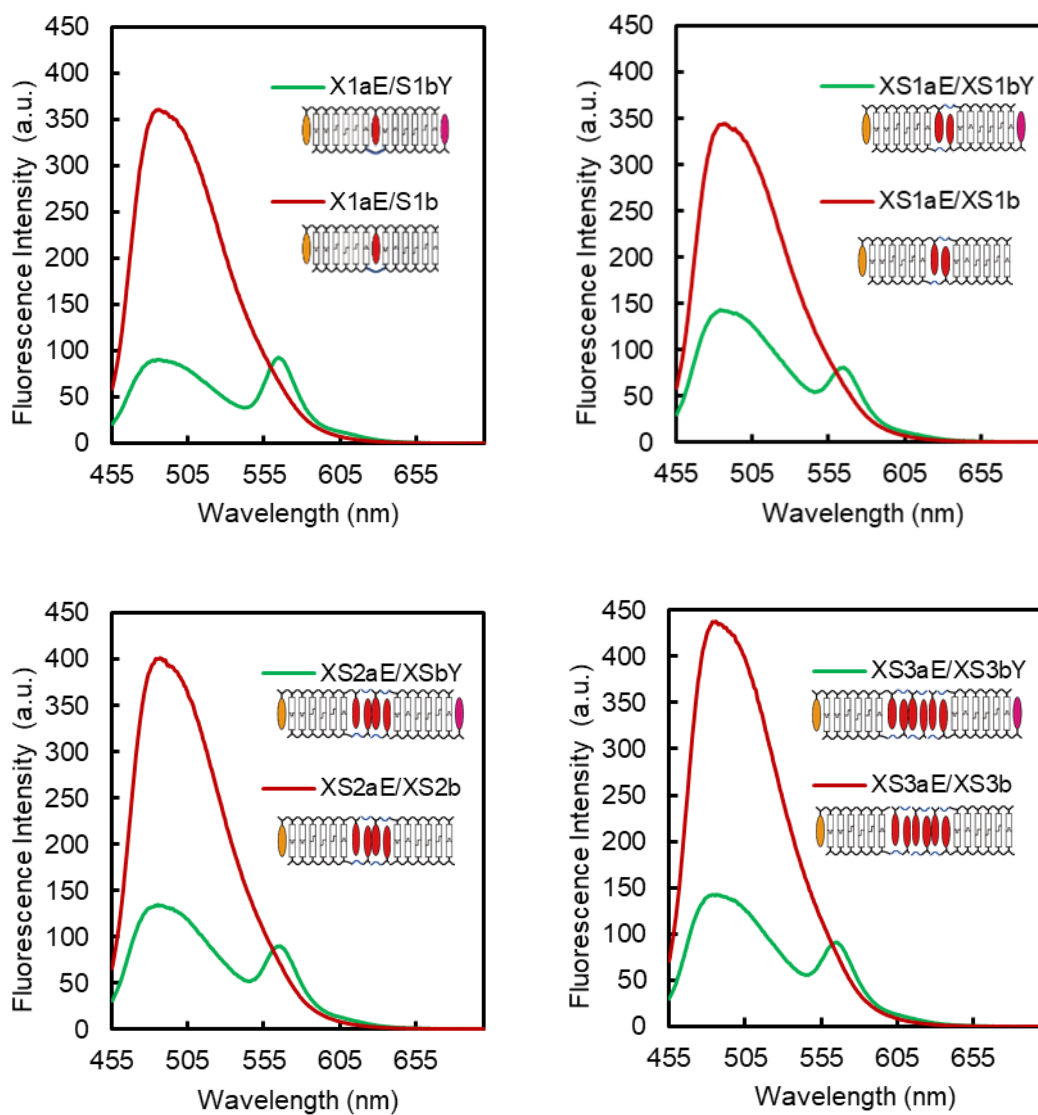 450
400
350
300
250
200
150
100
50
0
Fluorescence Intensity (a.u.)
X1aE/S1bY
X1aE/S1b
455 505 555 605 655
Wavelength (nm)
450
400
350
300
250
200
150
100
50
0
Fluorescence Intensity (a.u.)
XS1aE/XS1bY
XS1aE/XS1b
455 505 555 605 655
Wavelength (nm)
450
400
350
300
250
200
150
100
50
0
Fluorescence Intensity (a.u.)
XS2aE/XSbY
XS2aE/XS2b
455 505 555 605 655
Wavelength (nm)
450
400
350
300
250
200
150
100
50
0
Fluorescence Intensity (a.u.)
XS3aE/XS3bY
XS3aE/XS3b
455 505 555 605 655
Wavelength (nm)